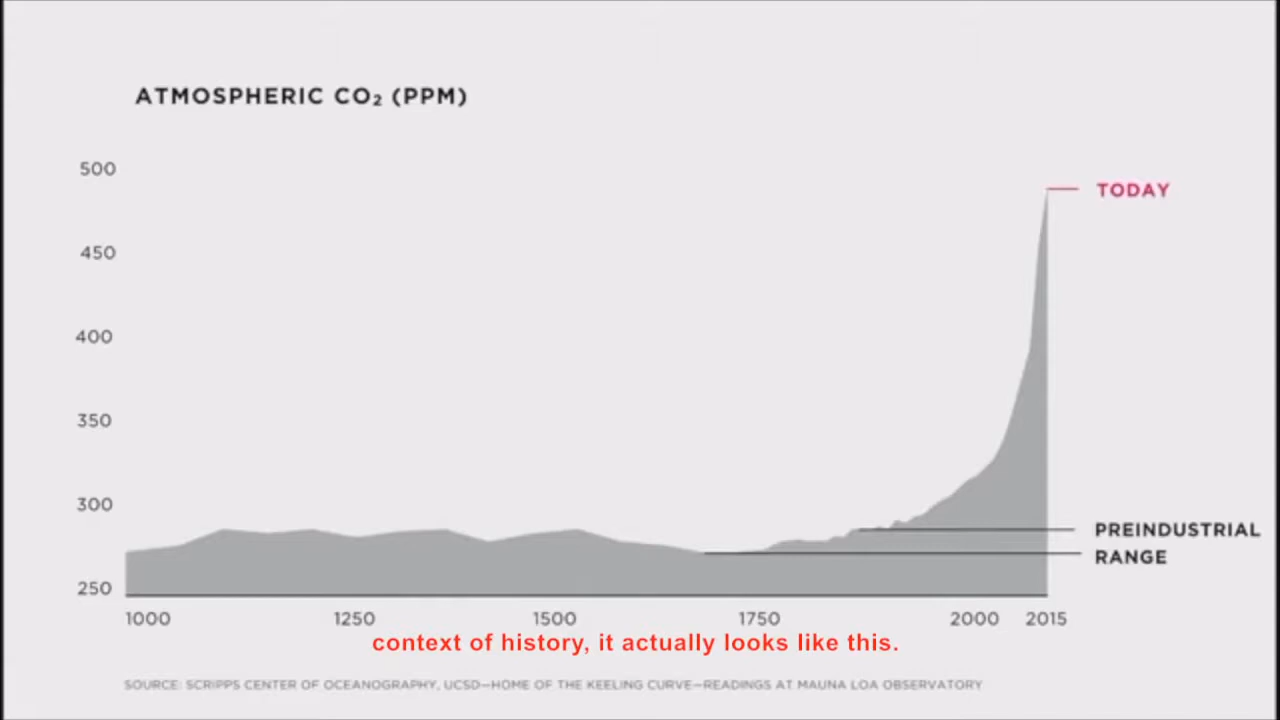 ATMOSPHERIC CO₂ (PPM)
500
TODAY
450
400
350
300
PREINDUSTRIAL
RANGE
250
1000 1250 1500 1750 2000 2015
context of history, it actually looks like this.
SOURCE: SCRIPPS CENTER OF OCEANOGRAPHY, UCSD—HOME OF THE KEELING CURVE—READINGS AT MAUNA LOA OBSERVATORY